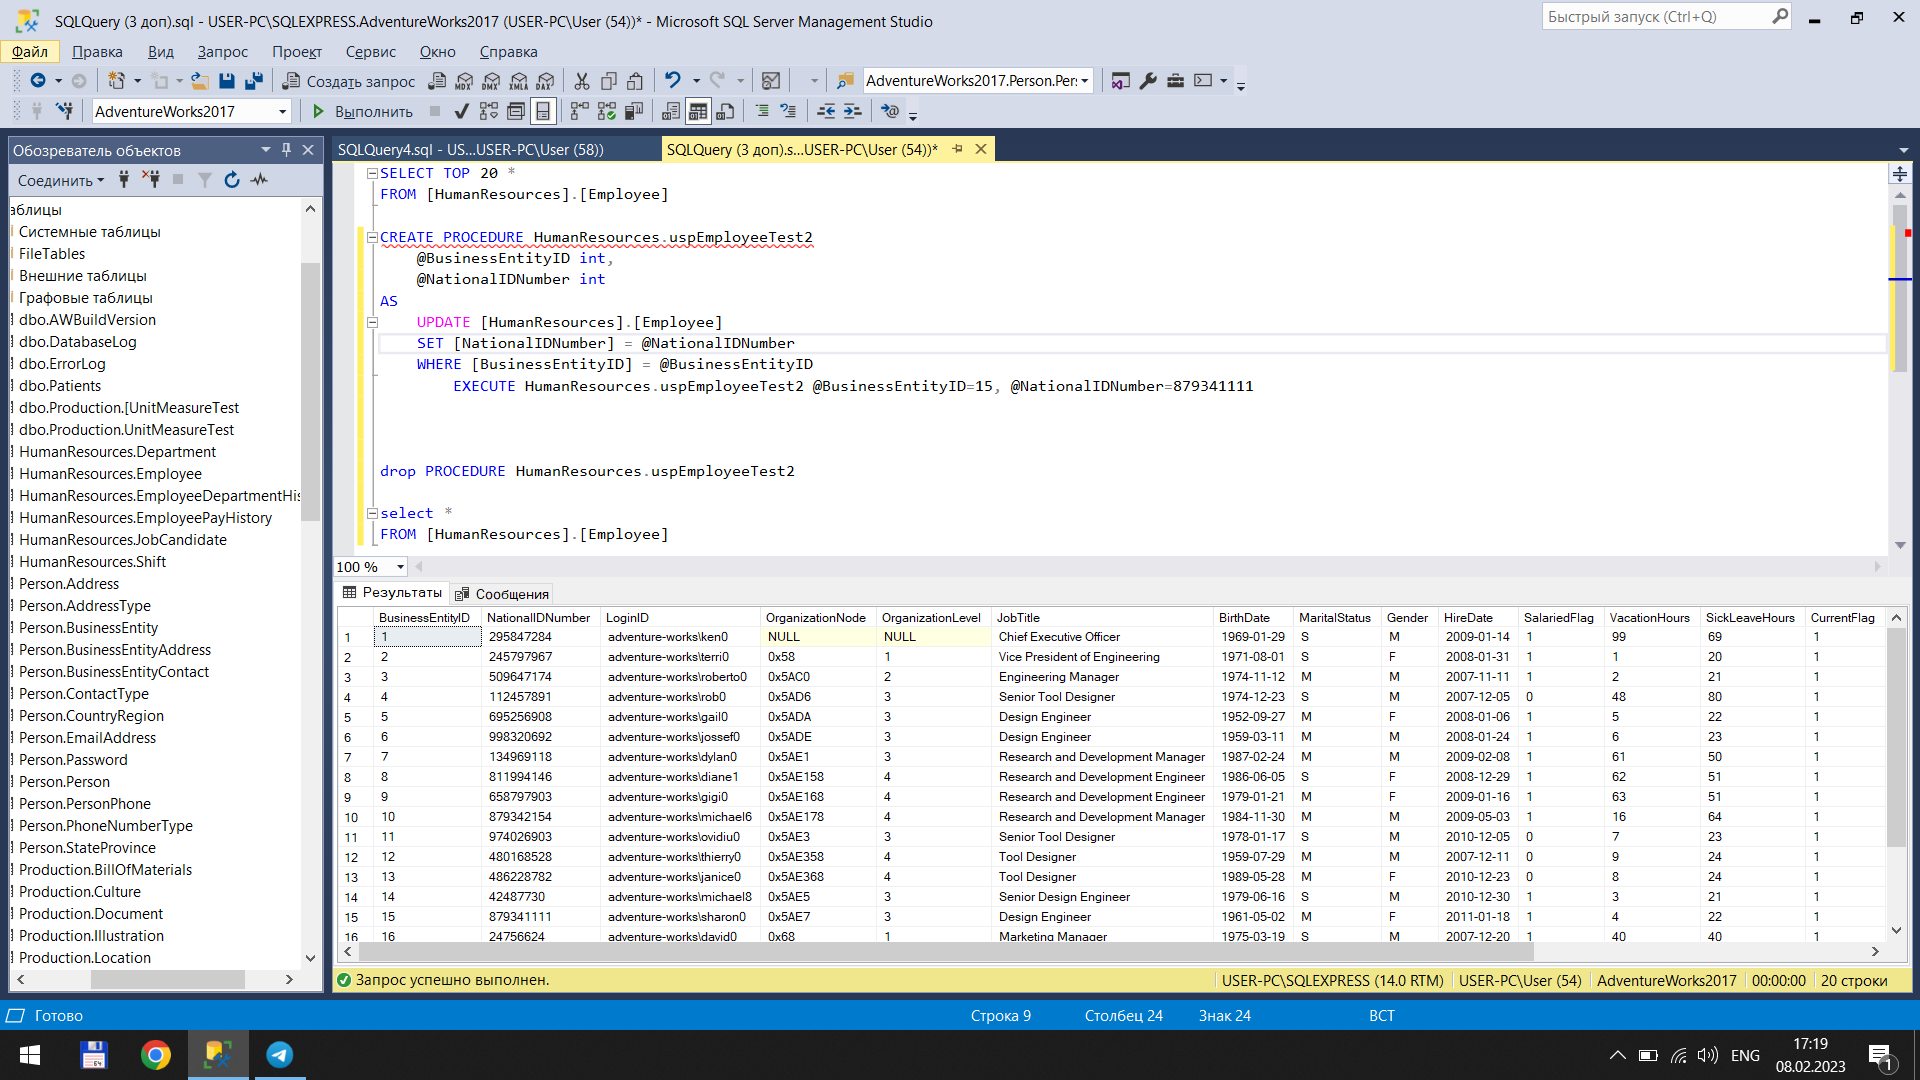 SQLQuery (3 доп).sql - USER-PC\SQLEXPRESS.AdventureWorks2017 (USER-PC\User (54))* - Microsoft SQL Server Management Studio
Быстрый запуск (Ctrl+Q)
Файл Правка Вид Запрос Проект Сервис Окно Справка
Создать запрос AdventureWorks2017.Person.Per:
AdventureWorks2017 Выполнить
Обозреватель объектов
Соединить
аблицы
Системные таблицы
FileTables
Внешние таблицы
Графовые таблицы
dbo.AWBuildVersion
dbo.DatabaseLog
dbo.ErrorLog
dbo.Patients
dbo.Production.[UnitMeasureTest
dbo.Production.UnitMeasureTest
HumanResources.Department
HumanResources.Employee
HumanResources.EmployeeDepartmentHis
HumanResources.EmployeePayHistory
HumanResources.JobCandidate
HumanResources.Shift
Person.Address
Person.AddressType
Person.BusinessEntity
Person.BusinessEntityAddress
Person.BusinessEntityContact
Person.ContactType
Person.CountryRegion
Person.EmailAddress
Person.Password
Person.Person
Person.PersonPhone
Person.PhoneNumberType
Person.StateProvince
Production.BillOfMaterials
Production.Culture
Production.Document
Production.Illustration
Production.Location
SQLQuery4.sql - US...USER-PC\User (58))
SQLQuery (3 доп).s...USER-PC\User (54))*
SELECT TOP 20 *
FROM [HumanResources].[Employee]
CREATE PROCEDURE HumanResources.uspEmployeeTest2
@BusinessEntityID int,
@NationalIDNumber int
AS
UPDATE [HumanResources].[Employee]
SET [NationalIDNumber] = @NationalIDNumber
WHERE [BusinessEntityID] = @BusinessEntityID
EXECUTE HumanResources.uspEmployeeTest2 @BusinessEntityID=15, @NationalIDNumber=879341111
drop PROCEDURE HumanResources.uspEmployeeTest2
select *
FROM [HumanResources].[Employee]
100 %
Результаты Сообщения
BusinessEntityID NationalIDNumber LoginID OrganizationNode OrganizationLevel JobTitle BirthDate MaritalStatus Gender HireDate SalariedFlag VacationHours SickLeaveHours CurrentFlag
1 1 295847284 adventure-works\ken0 NULL NULL Chief Executive Officer 1969-01-29 S M 2009-01-14 1 99 69 1
2 2 245797967 adventure-works\terri0 0x58 1 Vice President of Engineering 1971-08-01 S F 2008-01-31 1 1 20 1
3 3 509647174 adventure-works\roberto0 0x5AC0 2 Engineering Manager 1974-11-12 M M 2007-11-11 1 2 21 1
4 4 112457891 adventure-works\rob0 0x5AD6 3 Senior Tool Designer 1974-12-23 S M 2007-12-05 0 48 80 1
5 5 695256908 adventure-works\gail0 0x5ADA 3 Design Engineer 1952-09-27 M F 2008-01-06 1 5 22 1
6 6 998320692 adventure-works\jossef0 0x5ADE 3 Design Engineer 1959-03-11 M M 2008-01-24 1 6 23 1
7 7 134969118 adventure-works\dylan0 0x5AE1 3 Research and Development Manager 1987-02-24 M M 2009-02-08 1 61 50 1
8 8 811994146 adventure-works\diane1 0x5AE158 4 Research and Development Engineer 1986-06-05 S F 2008-12-29 1 62 51 1
9 9 658797903 adventure-works\gigi0 0x5AE168 4 Research and Development Engineer 1979-01-21 M F 2009-01-16 1 63 51 1
10 10 879342154 adventure-works\michael6 0x5AE178 4 Research and Development Manager 1984-11-30 M M 2009-05-03 1 16 64 1
11 11 974026903 adventure-works\ovidiu0 0x5AE3 3 Senior Tool Designer 1978-01-17 S M 2010-12-05 0 7 23 1
12 12 480168528 adventure-works\thierry0 0x5AE358 4 Tool Designer 1959-07-29 M M 2007-12-11 0 9 24 1
13 13 486228782 adventure-works\janice0 0x5AE368 4 Tool Designer 1989-05-28 M F 2010-12-23 0 8 24 1
14 14 42487730 adventure-works\michael8 0x5AE5 3 Senior Design Engineer 1979-06-16 S M 2010-12-30 1 3 21 1
15 15 879341111 adventure-works\sharon0 0x5AE7 3 Design Engineer 1961-05-02 M F 2011-01-18 1 4 22 1
16 16 24756624 adventure-works\david0 0x68 1 Marketing Manager 1975-03-19 S M 2007-12-20 1 40 40 1
Запрос успешно выполнен. USER-PC\SQLEXPRESS (14.0 RTM) USER-PC\User (54) AdventureWorks2017 00:00:00 20 строки
Готово Строка 9 Столбец 24 Знак 24 ВСТ
64
ENG
17:19
08.02.2023
1